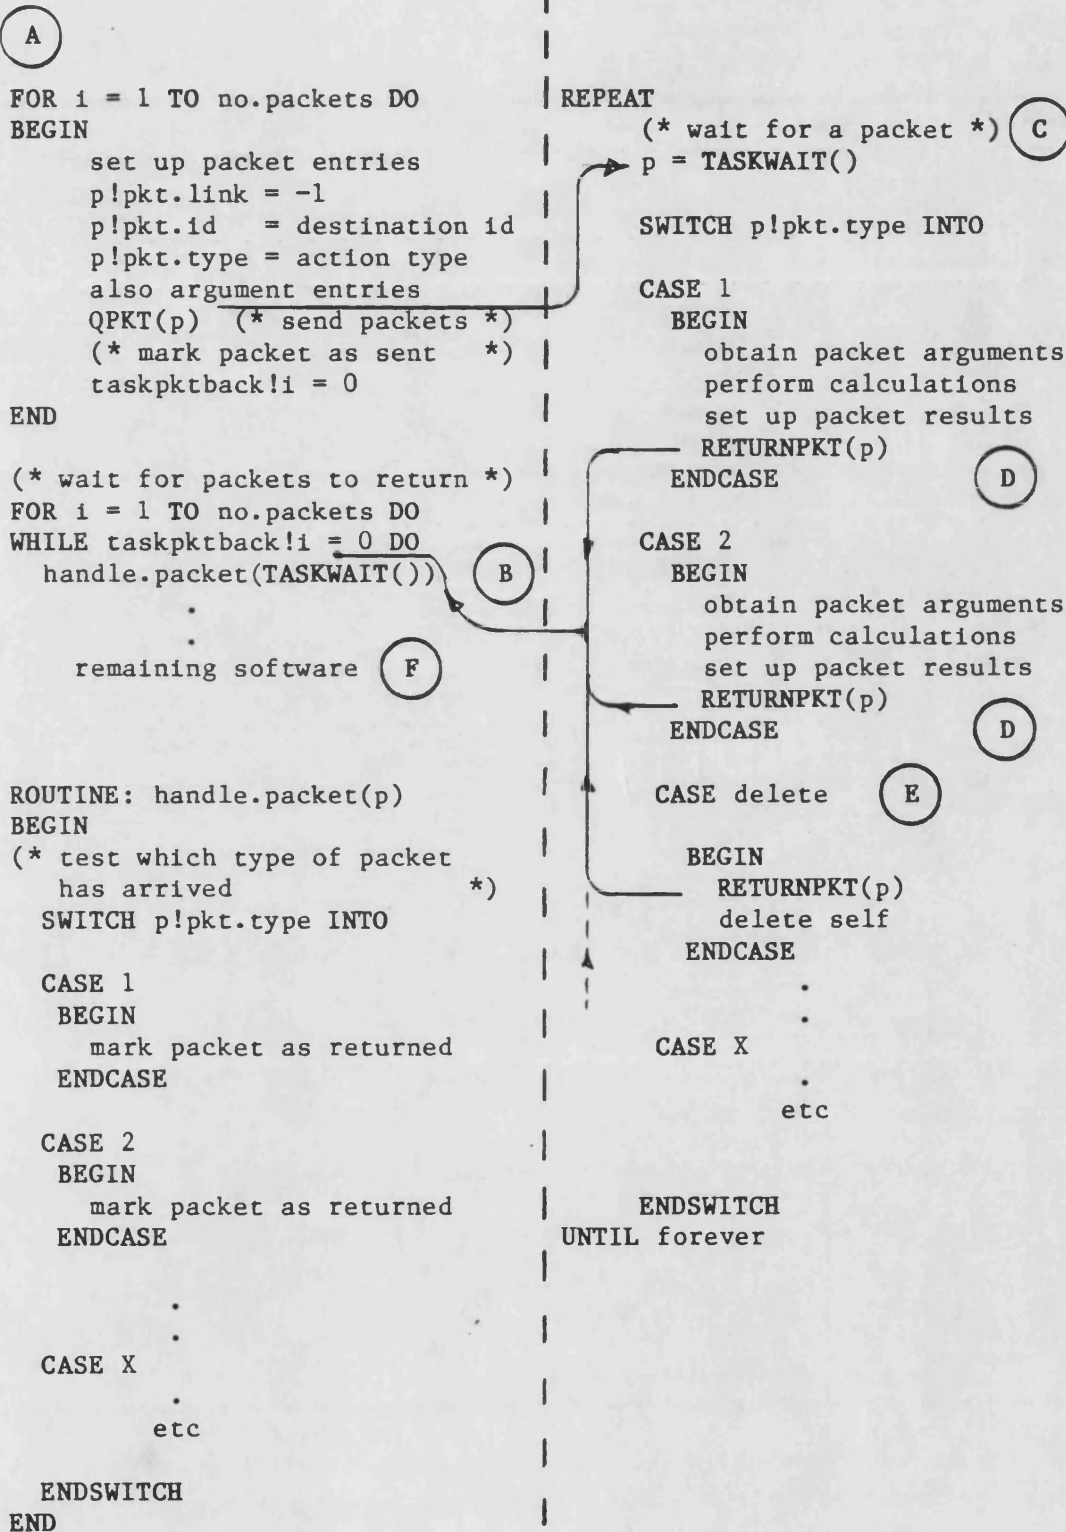 A
FOR i = 1 TO no.packets DO
BEGIN
set up packet entries
p!pkt.link = -1
p!pkt.id = destination id
p!pkt.type = action type
also argument entries
QPKT(p) (* send packets *)
(* mark packet as sent *)
taskpktback!i = 0
END
(* wait for packets to return *)
FOR i = 1 TO no.packets DO
WHILE taskpktback!i = 0 DO
handle.packet(TASKWAIT()) B
.
.
remaining software F
ROUTINE: handle.packet(p)
BEGIN
(* test which type of packet
has arrived *)
SWITCH p!pkt.type INTO
CASE 1
BEGIN
mark packet as returned
ENDCASE
CASE 2
BEGIN
mark packet as returned
ENDCASE
.
.
CASE X
.
etc
ENDSWITCH
END
REPEAT
(* wait for a packet *) C
p = TASKWAIT()
SWITCH p!pkt.type INTO
CASE 1
BEGIN
obtain packet arguments
perform calculations
set up packet results
RETURNPKT(p)
ENDCASE D
CASE 2
BEGIN
obtain packet arguments
perform calculations
set up packet results
RETURNPKT(p)
ENDCASE D
CASE delete E
BEGIN
RETURNPKT(p)
delete self
ENDCASE
.
.
CASE X
.
etc
ENDSWITCH
UNTIL forever